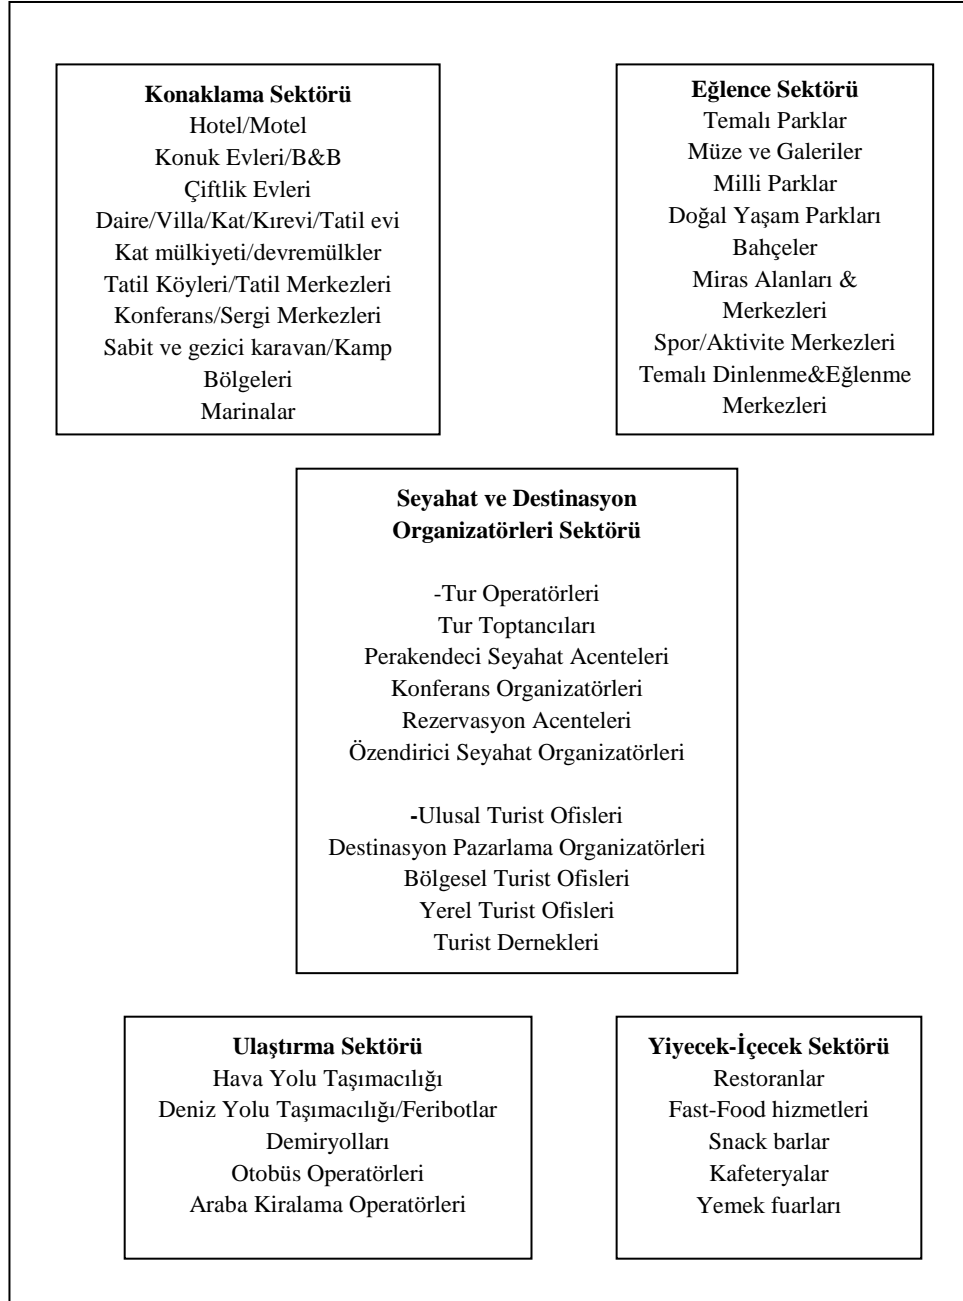 Konaklama Sektörü
Hotel/Motel
Konuk Evleri/B&B
Çiftlik Evleri
Daire/Villa/Kat/Kırevi/Tatil evi
Kat mülkiyeti/devremülkler
Tatil Köyleri/Tatil Merkezleri
Konferans/Sergi Merkezleri
Sabit ve gezici karavan/Kamp
Bölgeleri
Marinalar
Eğlence Sektörü
Temalı Parklar
Müze ve Galeriler
Milli Parklar
Doğal Yaşam Parkları
Bahçeler
Miras Alanları &
Merkezleri
Spor/Aktivite Merkezleri
Temalı Dinlenme&Eğlenme
Merkezleri
Seyahat ve Destinasyon
Organizatörleri Sektörü
-Tur Operatörleri
Tur Toptancıları
Perakendeci Seyahat Acenteleri
Konferans Organizatörleri
Rezervasyon Acenteleri
Özendirici Seyahat Organizatörleri
-Ulusal Turist Ofisleri
Destinasyon Pazarlama Organizatörleri
Bölgesel Turist Ofisleri
Yerel Turist Ofisleri
Turist Dernekleri
Ulaştırma Sektörü
Hava Yolu Taşımacılığı
Deniz Yolu Taşımacılığı/Feribotlar
Demiryolları
Otobüs Operatörleri
Araba Kiralama Operatörleri
Yiyecek-İçecek Sektörü
Restoranlar
Fast-Food hizmetleri
Snack barlar
Kafeteryalar
Yemek fuarları